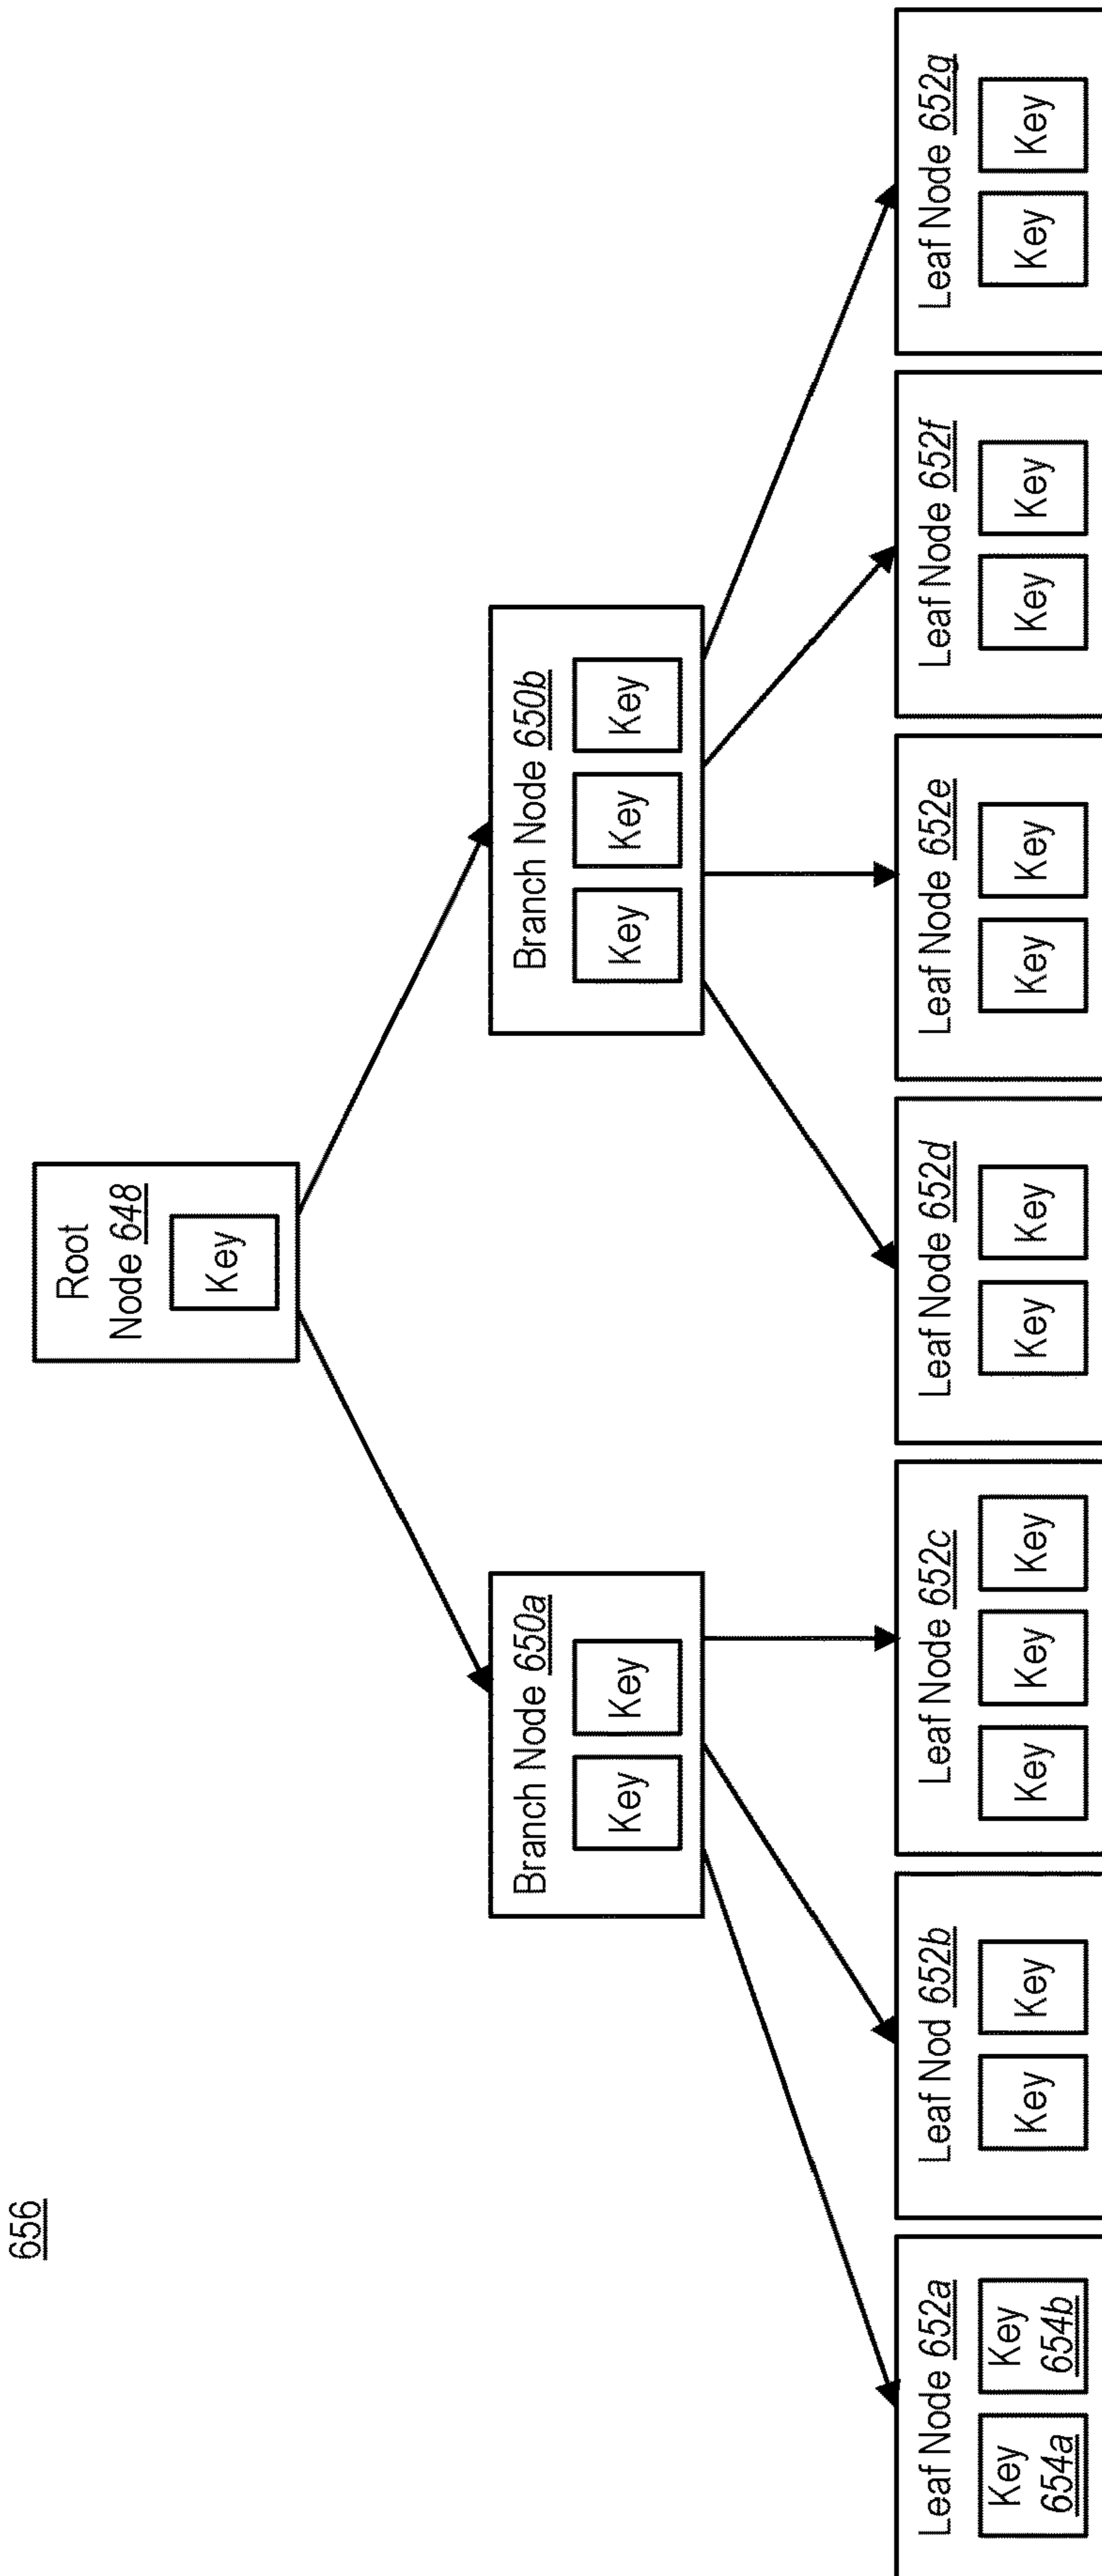 656
Root
Node 648
Key
Branch Node 650a
Key Key
Branch Node 650b
Key Key Key
Leaf Node 652a
Key
654a
Key
654b
Leaf Nod 652b
Key Key
Leaf Node 652c
Key Key Key
Leaf Node 652d
Key Key
Leaf Node 652e
Key Key
Leaf Node 652f
Key Key
Leaf Node 652g
Key Key